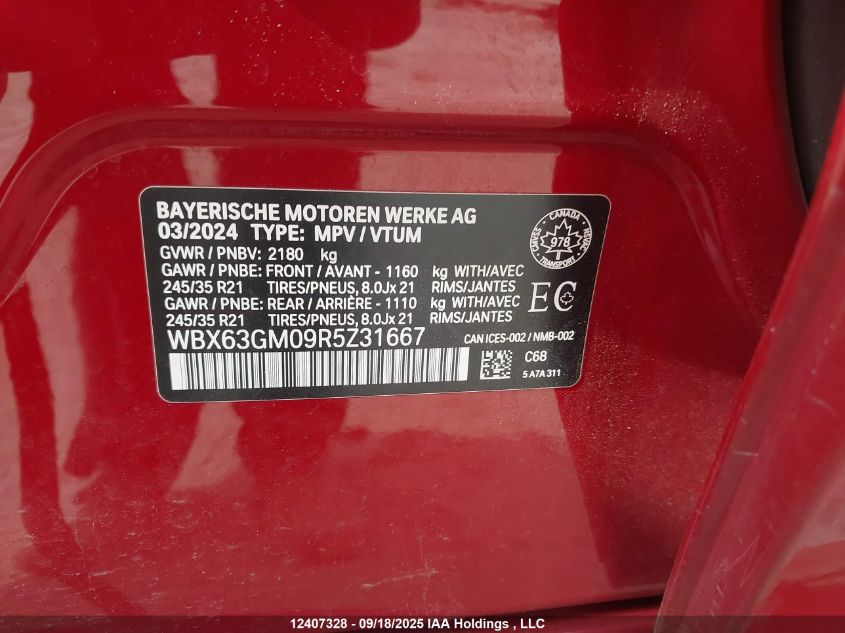 BAYERISCHE MOTOREN WERKE AG
03/2024 TYPE: MPV / VTUM
GVWR / PNBV: 2180 kg
GAWR / PNBE: FRONT / AVANT - 1160 kg WITH/AVEC
245/35 R21 TIRES/PNEUS, 8.0Jx 21 RIMS/JANTES
GAWR / PNBE: REAR / ARRIÈRE - 1110 kg WITH/AVEC
245/35 R21 TIRES/PNEUS, 8.0Jx 21 RIMS/JANTES
WBX63GM09R5Z31667
CANADA
978
TRANSPORT
EC
CAN ICES-002 / NMB-002
C68
5 A7A 311
12407328 - 09/18/2025 IAA Holdings , LLC